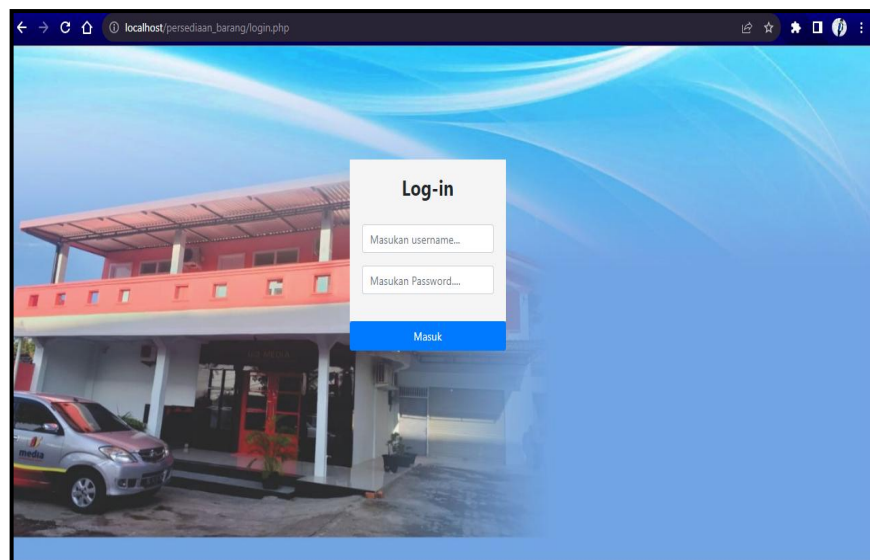 localhost/persediaan_barang/login.php
Log-in
Masukan username...
Masukan Password....
Masuk
media